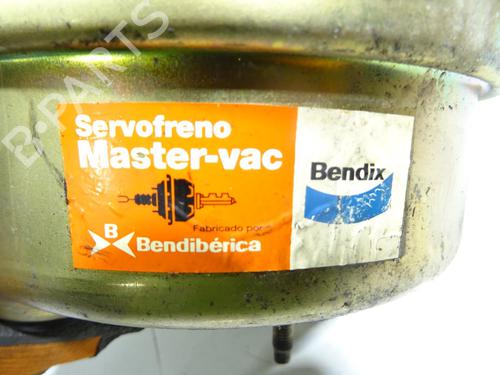 Servofreno
Master-vac
Fabricado por
B
Bendibérica
Bendix
B-PARTS